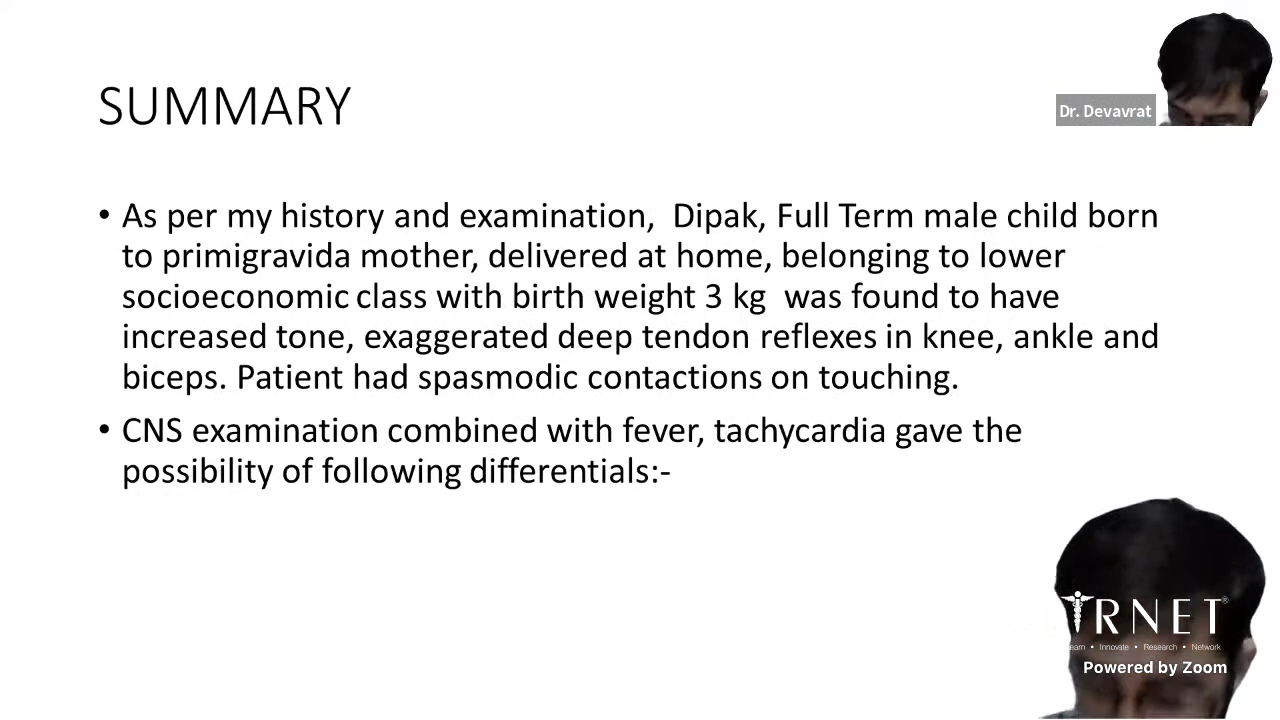 SUMMARY
Dr. Devavrat
• As per my history and examination, Dipak, Full Term male child born
to primigravida mother, delivered at home, belonging to lower
socioeconomic class with birth weight 3 kg was found to have
increased tone, exaggerated deep tendon reflexes in knee, ankle and
biceps. Patient had spasmodic contactions on touching.
• CNS examination combined with fever, tachycardia gave the
possibility of following differentials:-
IRNET®
• Innovate • Research • Network
Powered by Zoom